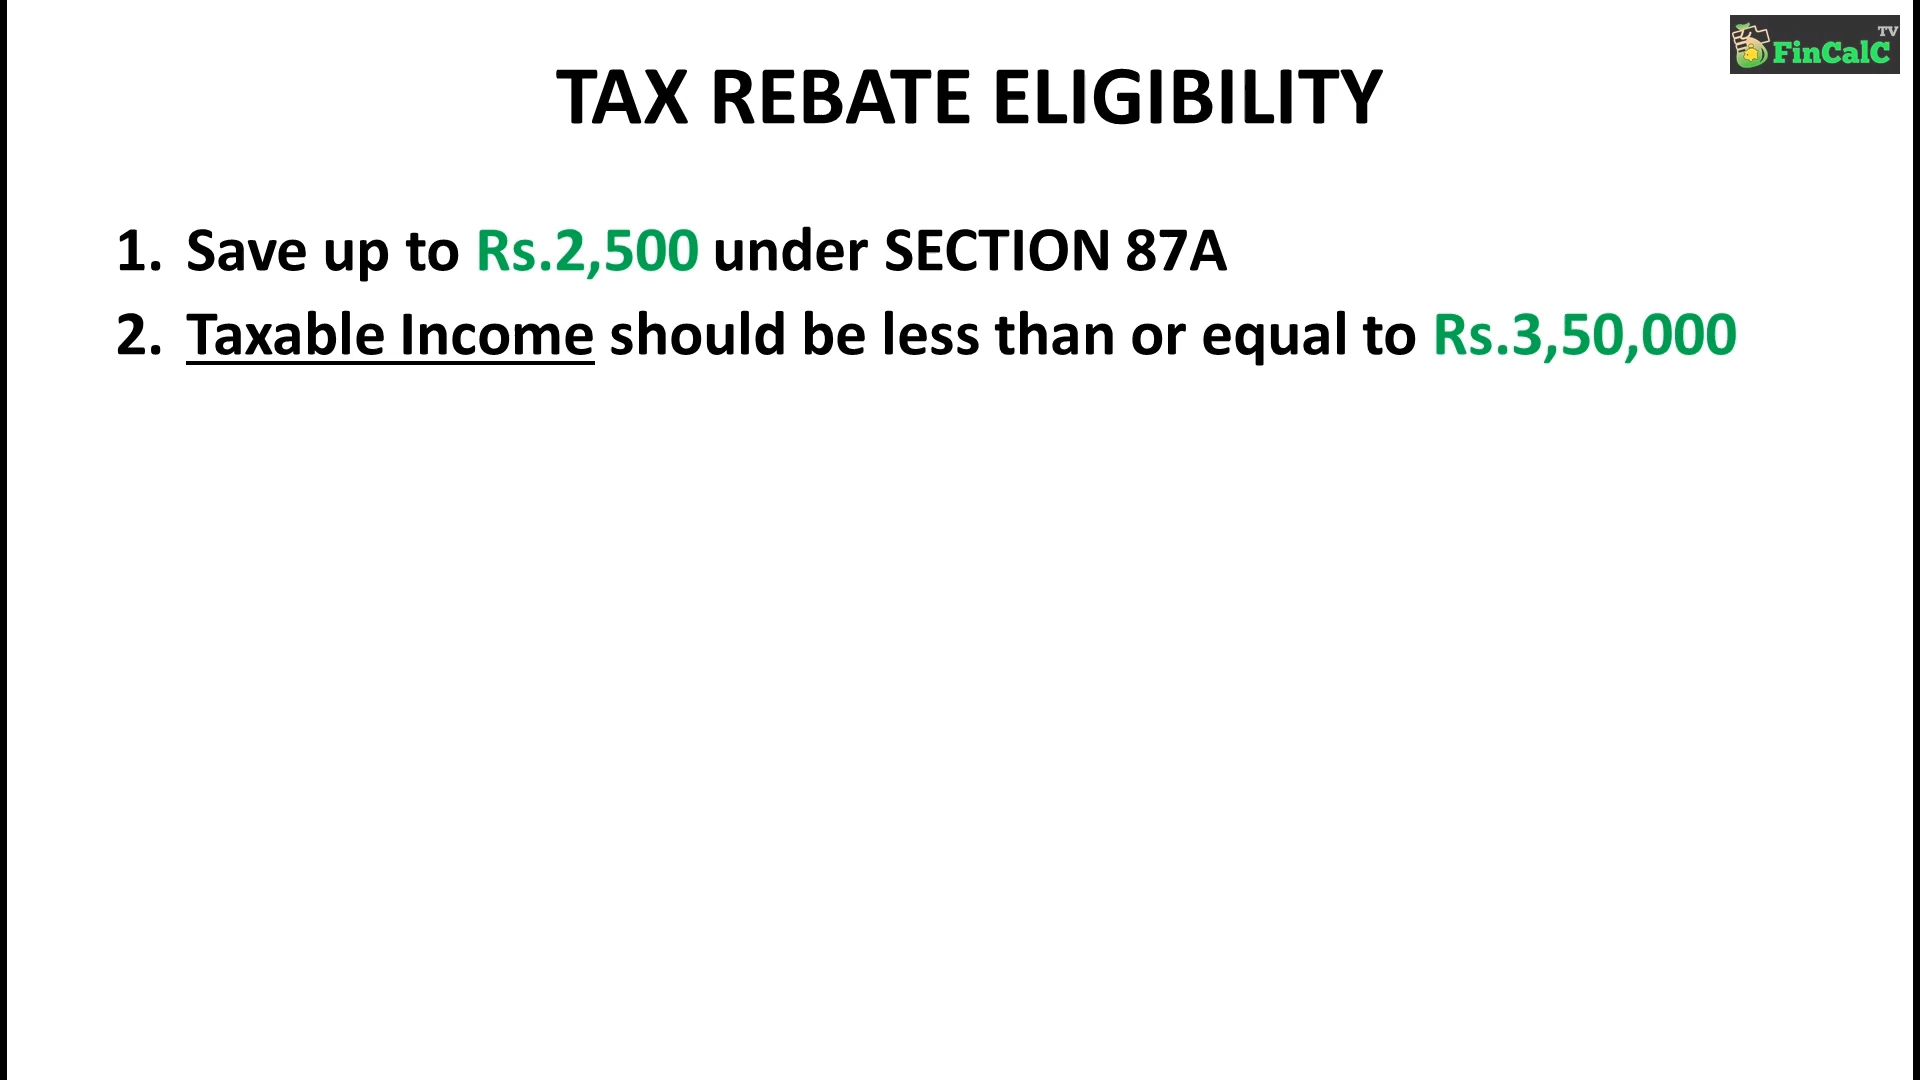 TV
FinCalC
TAX REBATE ELIGIBILITY
1. Save up to Rs.2,500 under SECTION 87A
2. Taxable Income should be less than or equal to Rs.3,50,000